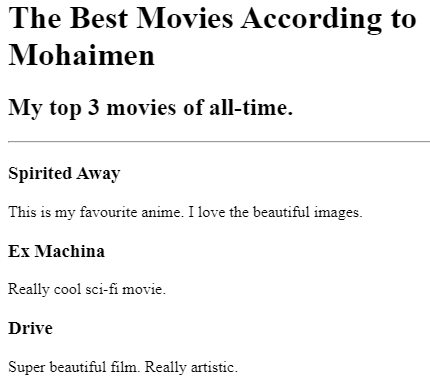 The Best Movies According to
Mohaimen
My top 3 movies of all-time.
Spirited Away
This is my favourite anime. I love the beautiful images.
Ex Machina
Really cool sci-fi movie.
Drive
Super beautiful film. Really artistic.